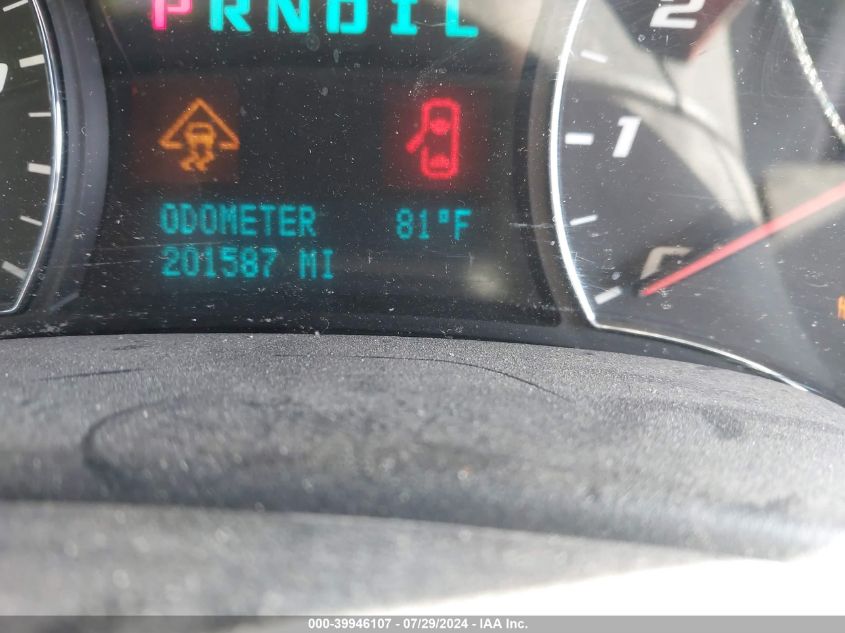 PRNDIL
2
1
ODOMETER 81°F
201587 MI
000-39946107 - 07/29/2024 - IAA Inc.